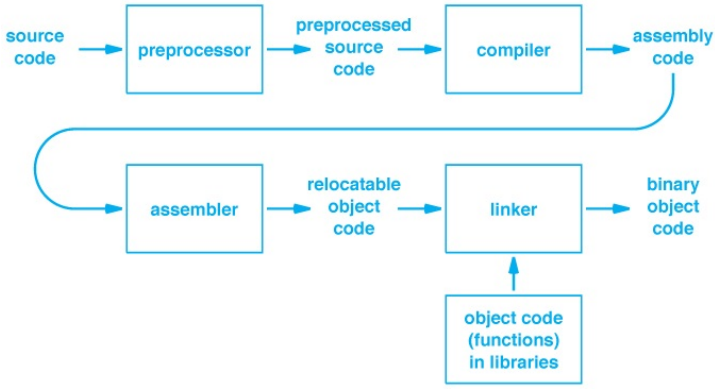 source
code
preprocessor
preprocessed
source
code
compiler
assembly
code
assembler
relocatable
object
code
linker
binary
object
code
object code
(functions)
in libraries